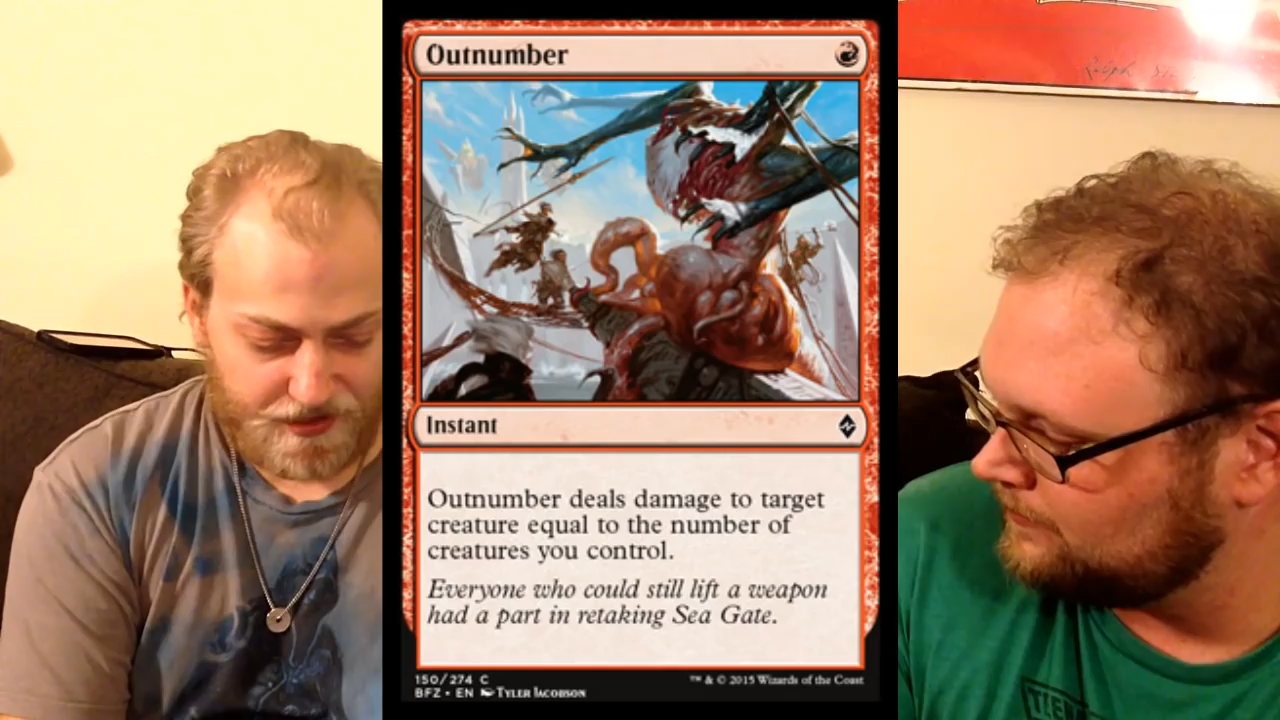 Outnumber
Instant
Outnumber deals damage to target
creature equal to the number of
creatures you control.
Everyone who could still lift a weapon
had a part in retaking Sea Gate.
150/274 C
BFZ • EN Tyler Jacobson
™ & © 2015 Wizards of the Coast
Ralph